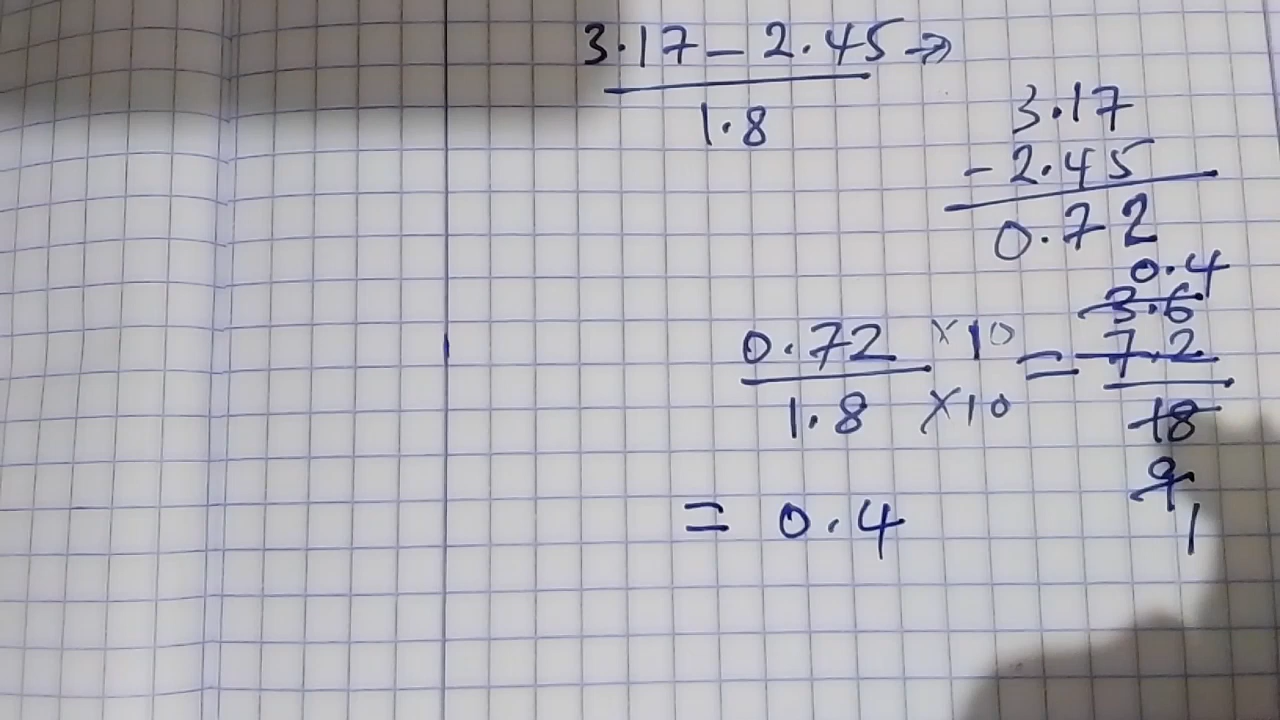 3.17 - 2.45 →
1.8
3.17
- 2.45
0.72
0.4
3.6
0.72 ×10 = 7.2
1.8 ×10 18
9
= 0.4 1